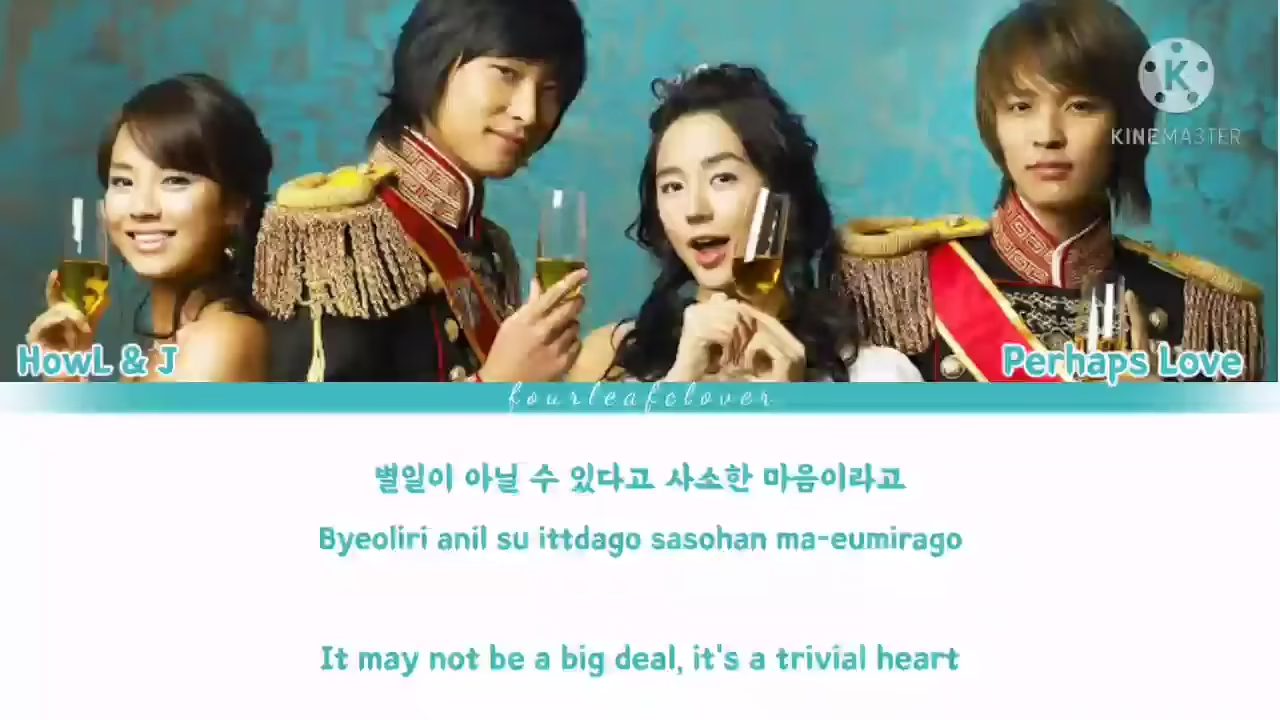 K
KINEMA3TER
HowL & J
Perhaps Love
fourleafclover
별일이 아닐 수 있다고 사소한 마음이라고
Byeoliri anil su ittdago sasohan ma-eumirago
It may not be a big deal, it's a trivial heart